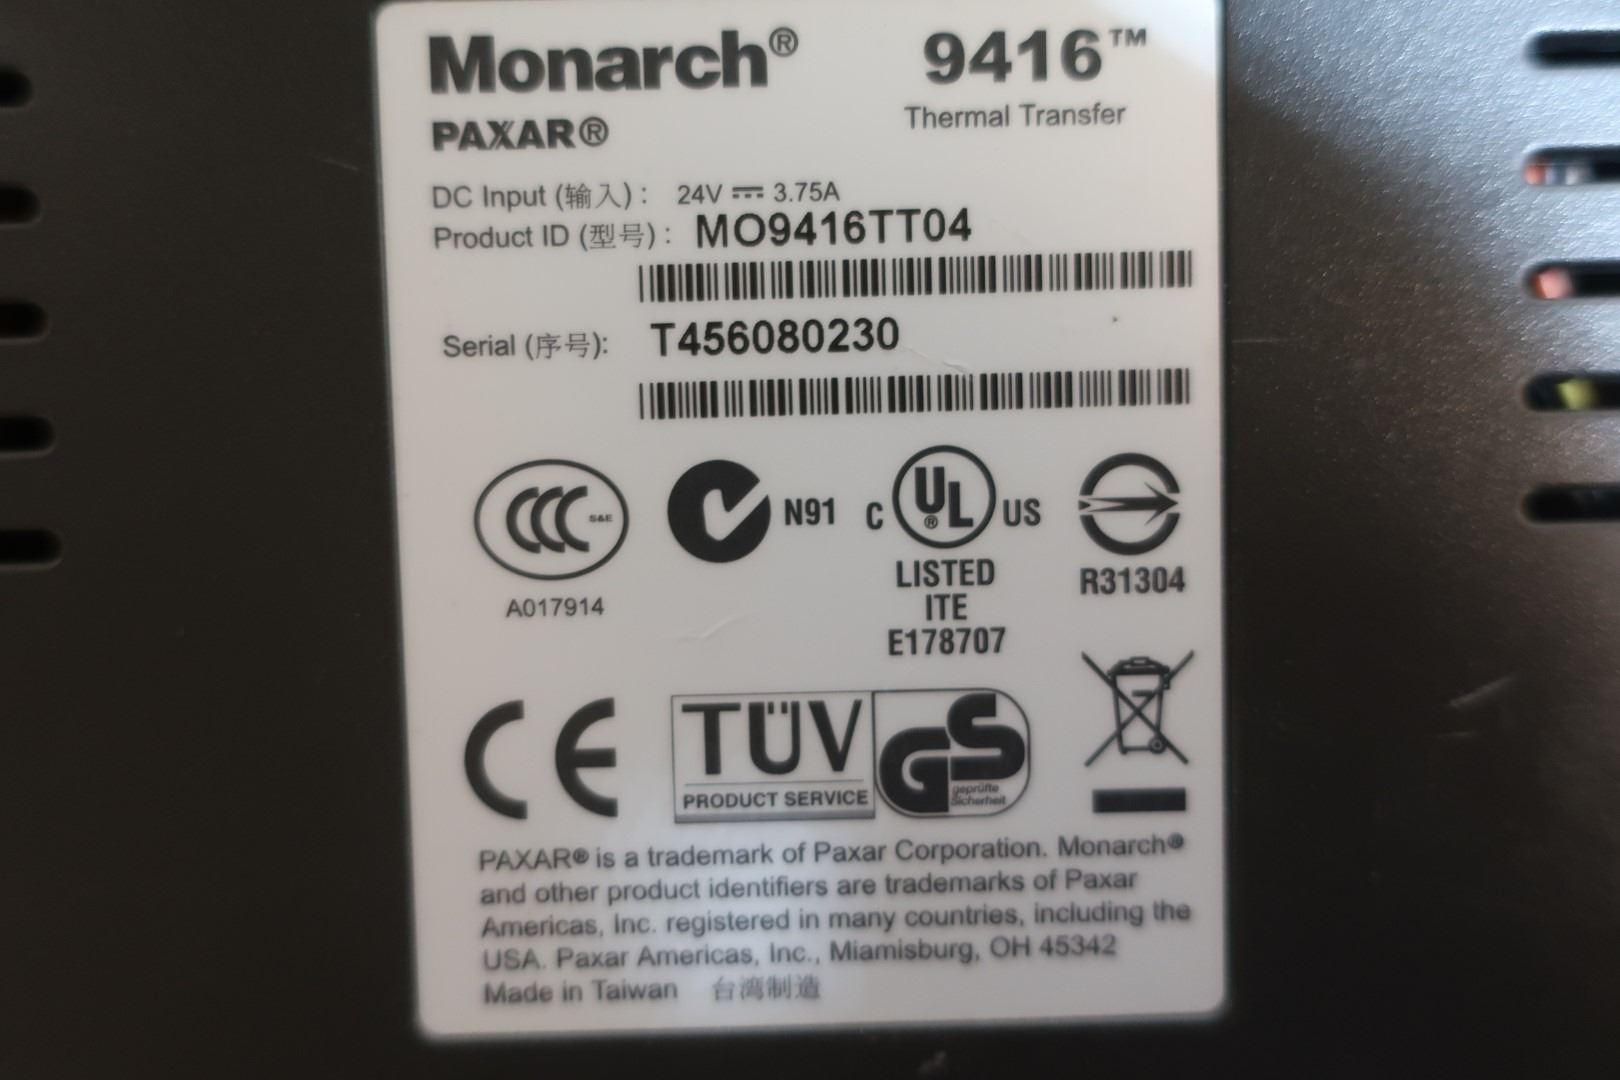 Monarch® 9416™
PAXAR® Thermal Transfer
DC Input (输入) : 24V ⎓ 3.75A
Product ID (型号) : MO9416TT04
Serial (序号): T456080230
CCC S&E
A017914
N91
C UL® US
LISTED
ITE
E178707
R31304
CE
TÜV
PRODUCT SERVICE
GS
geprüfte
Sicherheit
PAXAR® is a trademark of Paxar Corporation. Monarch®
and other product identifiers are trademarks of Paxar
Americas, Inc. registered in many countries, including the
USA. Paxar Americas, Inc., Miamisburg, OH 45342
Made in Taiwan 台湾制造